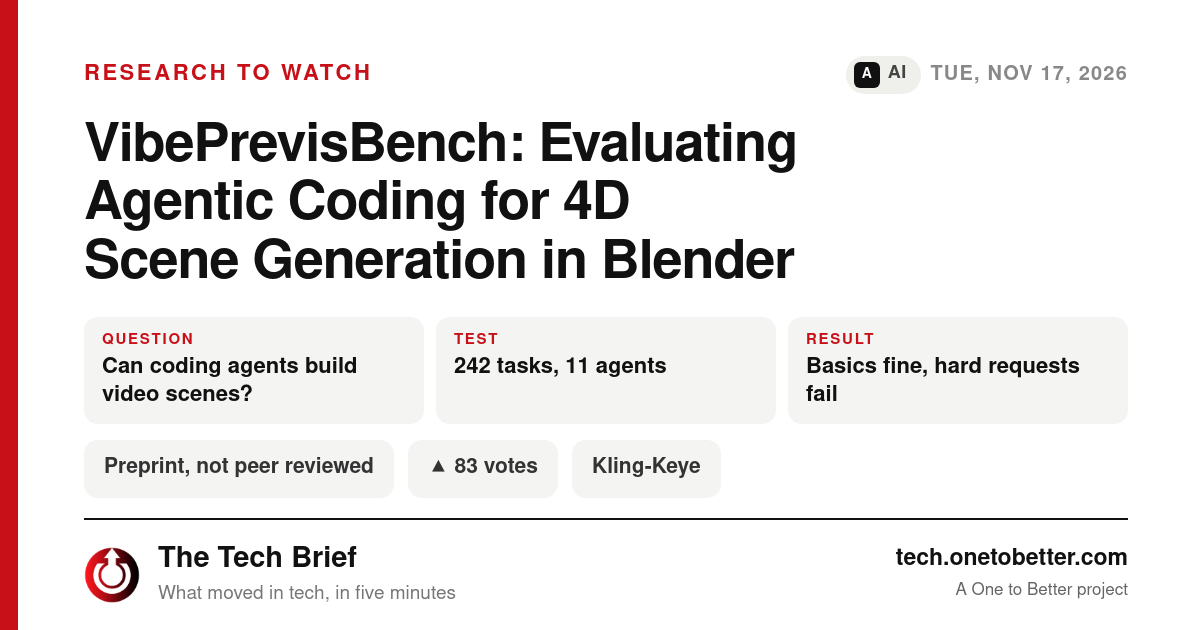 RESEARCH TO WATCH
A AI TUE, NOV 17, 2026
VibePrevisBench: Evaluating
Agentic Coding for 4D
Scene Generation in Blender
QUESTION
Can coding agents build
video scenes?
TEST
242 tasks, 11 agents
RESULT
Basics fine, hard requests
fail
Preprint, not peer reviewed
▲ 83 votes
Kling-Keye
The Tech Brief
What moved in tech, in five minutes
tech.onetobetter.com
A One to Better project